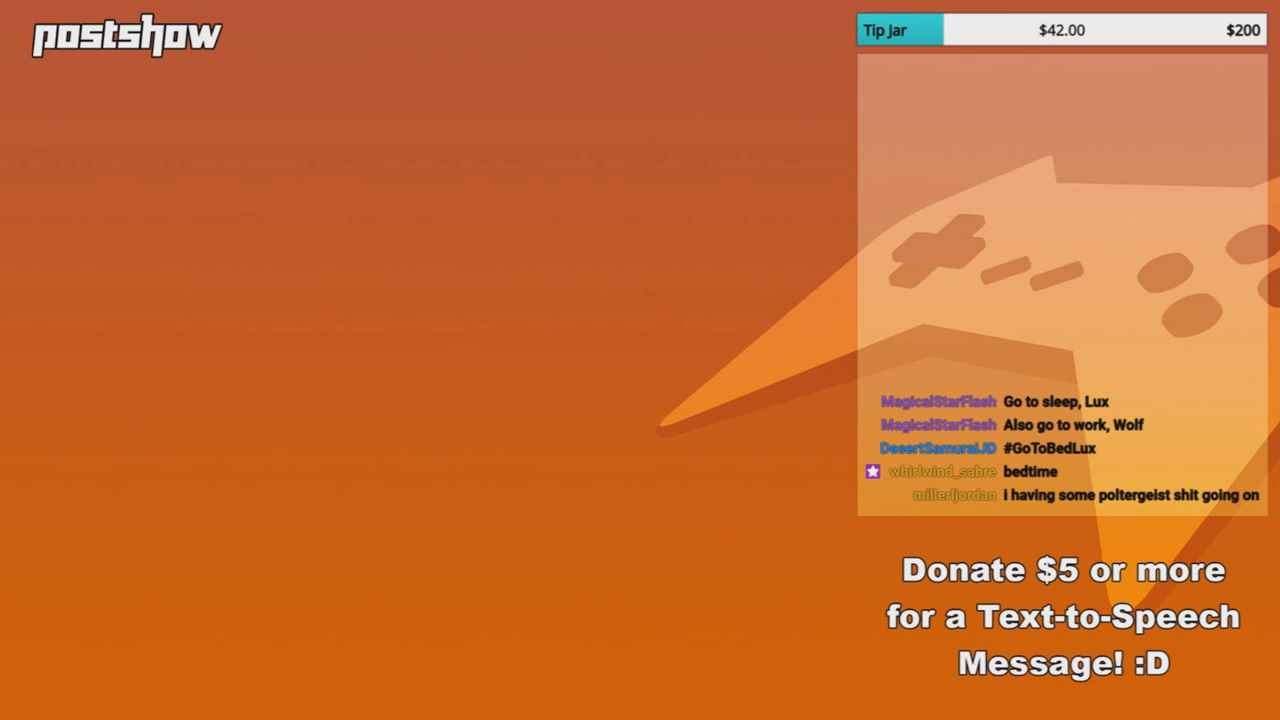 postshow
Tip Jar $42.00 $200
MagicalStarFlash Go to sleep, Lux
MagicalStarFlash Also go to work, Wolf
DesertSamuraiJD #GoToBedLux
whirlwind_sabre bedtime
millerljordan i having some poltergeist shit going on
Donate $5 or more
for a Text-to-Speech
Message! :D